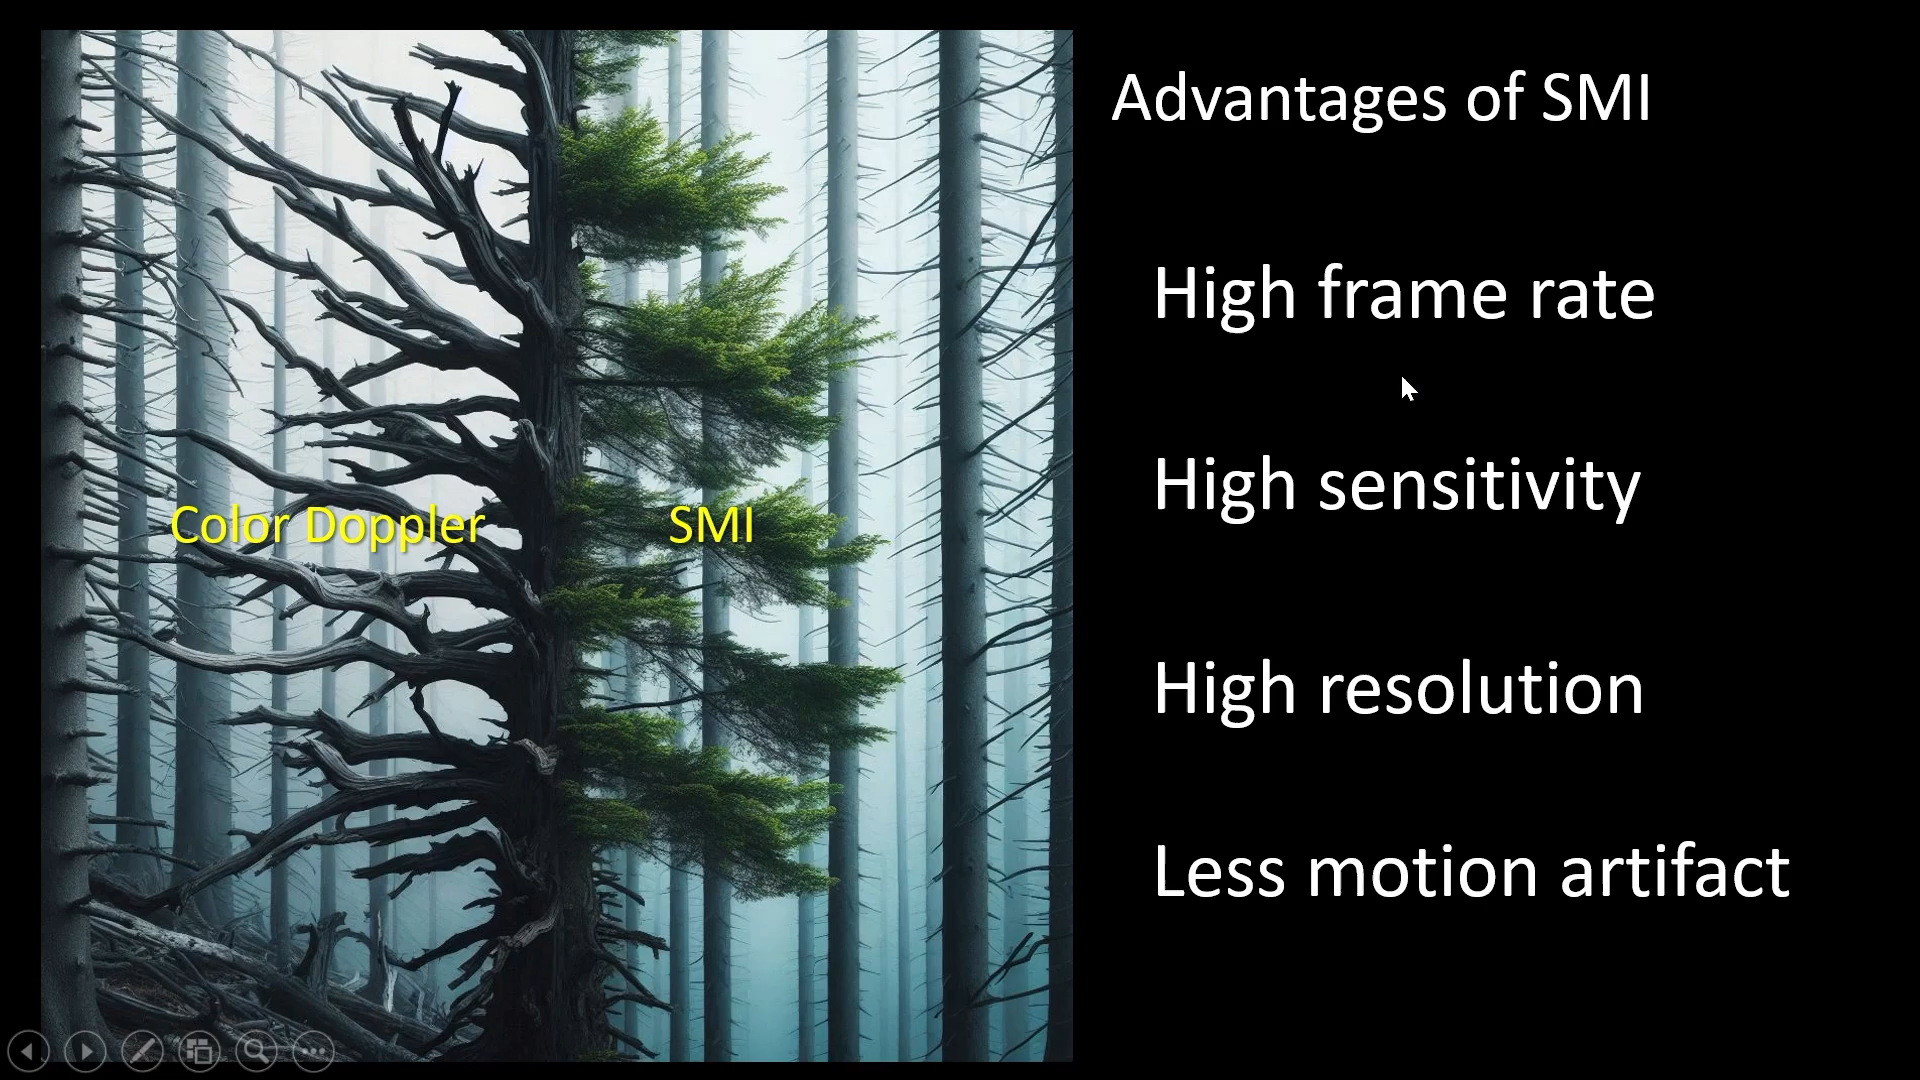 Advantages of SMI
High frame rate
High sensitivity
Color Doppler
SMI
High resolution
Less motion artifact